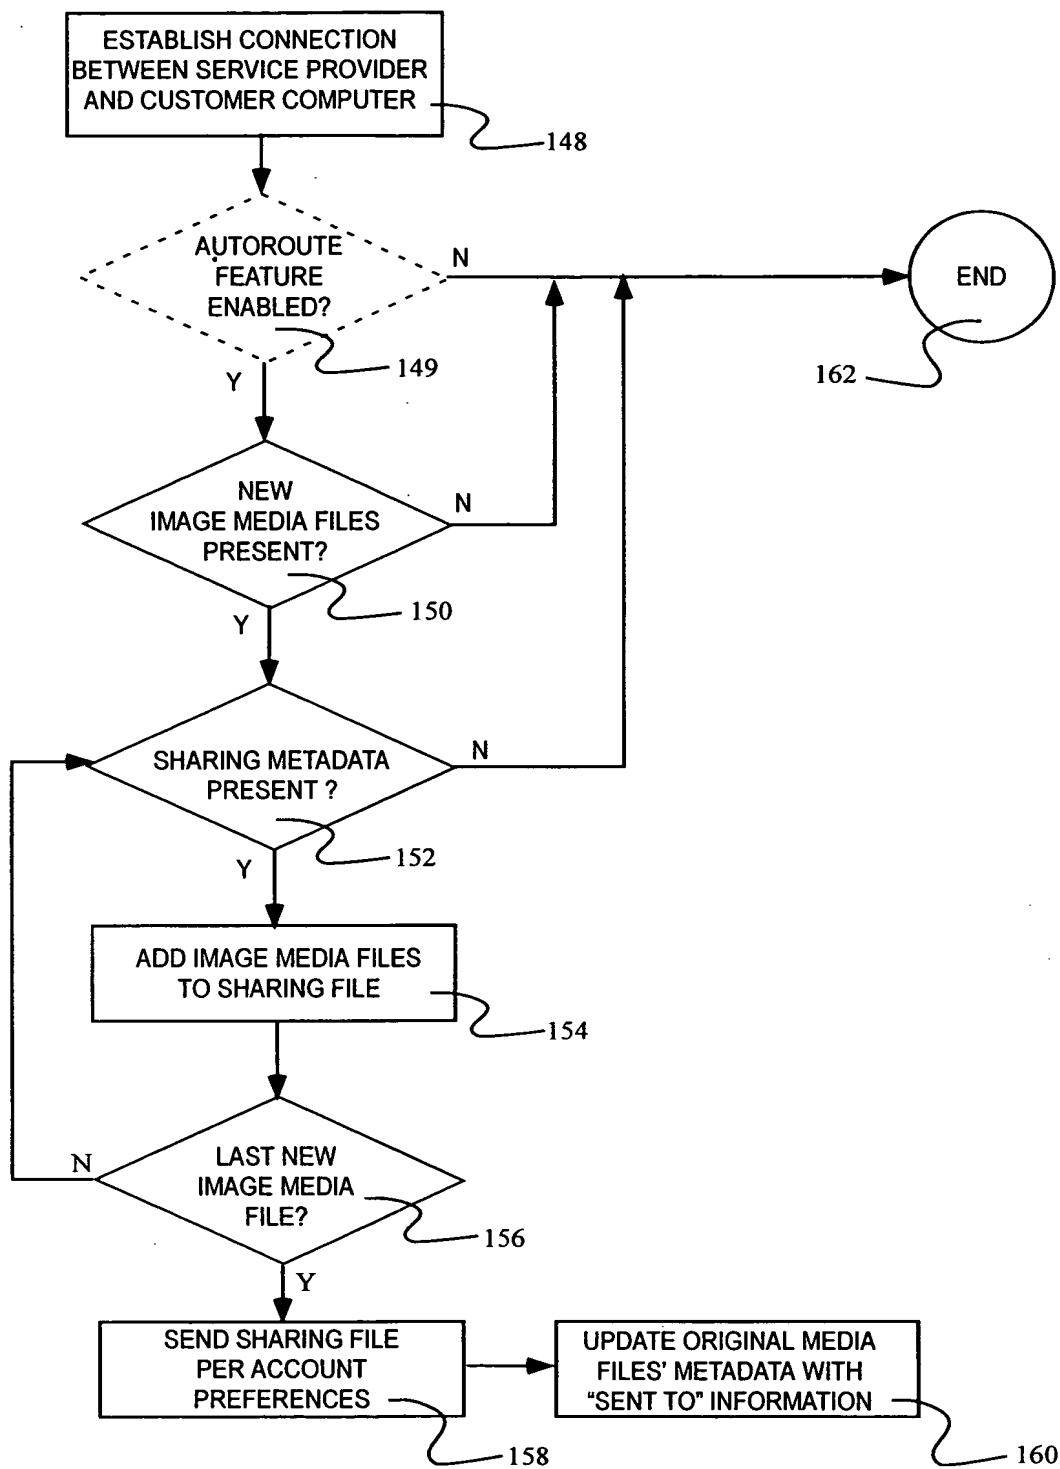 ESTABLISH CONNECTION
BETWEEN SERVICE PROVIDER
AND CUSTOMER COMPUTER
148
AUTOROUTE
FEATURE
ENABLED?
N
149
Y
END
162
NEW
IMAGE MEDIA FILES
PRESENT?
N
150
Y
SHARING METADATA
PRESENT ?
N
152
Y
ADD IMAGE MEDIA FILES
TO SHARING FILE
154
LAST NEW
IMAGE MEDIA
FILE?
N
156
Y
SEND SHARING FILE
PER ACCOUNT
PREFERENCES
158
UPDATE ORIGINAL MEDIA
FILES' METADATA WITH
“SENT TO” INFORMATION
160